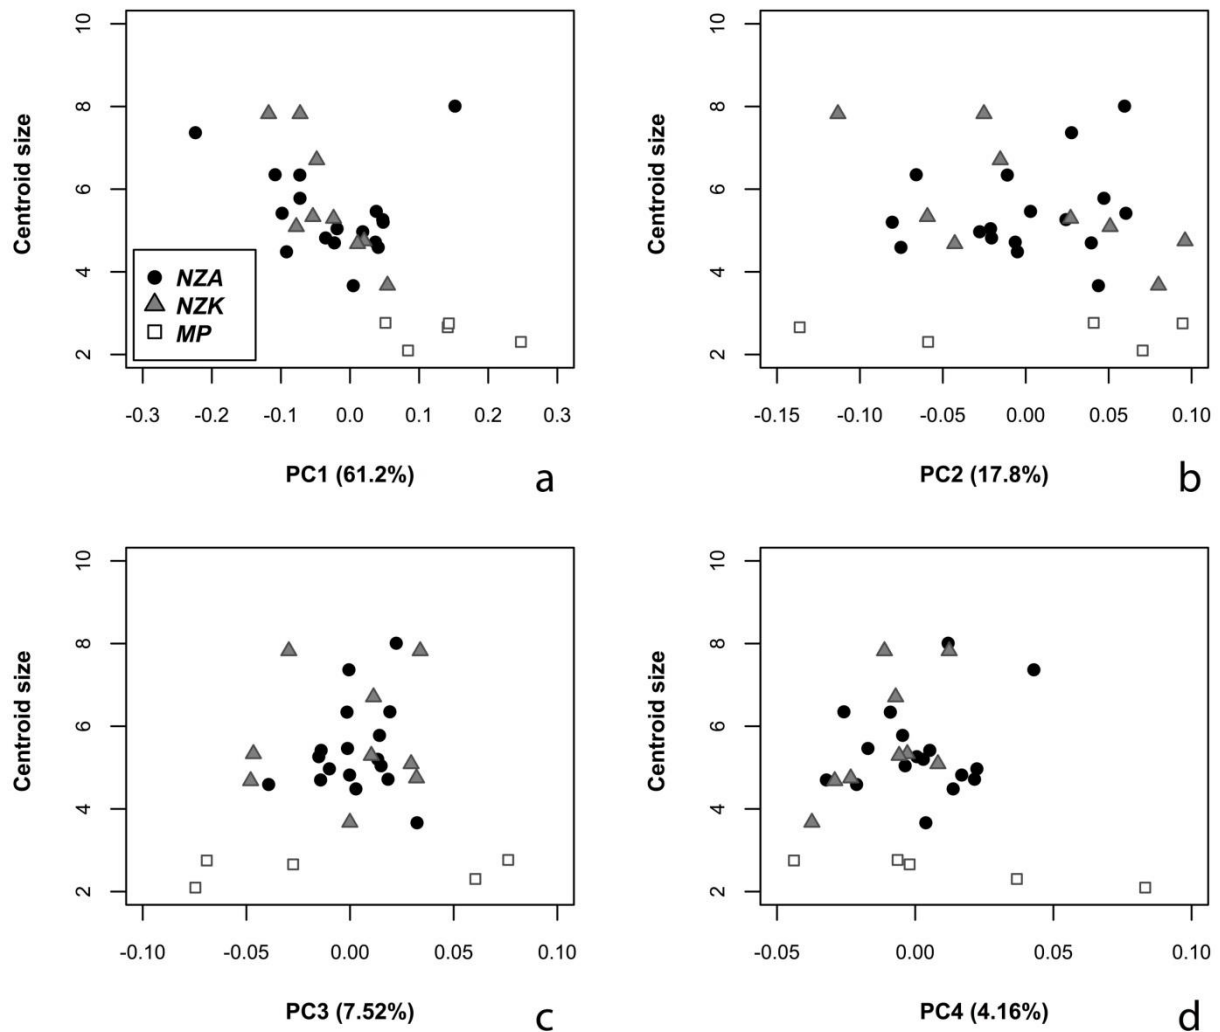 Centroid size
10
8
6
4
2
NZA
NZK
MP
-0.3 -0.2 -0.1 0.0 0.1 0.2 0.3
PC1 (61.2%)
a
Centroid size
10
8
6
4
2
-0.15 -0.10 -0.05 0.00 0.05 0.10
PC2 (17.8%)
b
Centroid size
10
8
6
4
2
-0.10 -0.05 0.00 0.05 0.10
PC3 (7.52%)
c
Centroid size
10
8
6
4
2
-0.05 0.00 0.05 0.10
PC4 (4.16%)
d